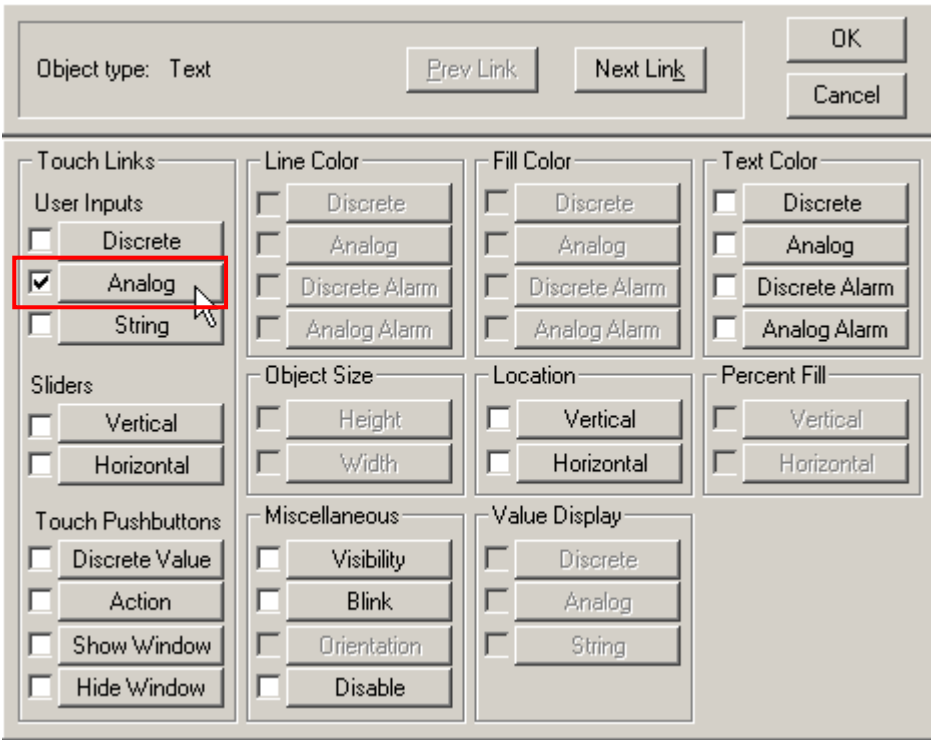 OK
Object type: Text
Prev Link
Next Link
Cancel
Touch Links
User Inputs
Discrete
Analog
String
Sliders
Vertical
Horizontal
Touch Pushbuttons
Discrete Value
Action
Show Window
Hide Window
Line Color
Discrete
Analog
Discrete Alarm
Analog Alarm
Object Size
Height
Width
Miscellaneous
Visibility
Blink
Orientation
Disable
Fill Color
Discrete
Analog
Discrete Alarm
Analog Alarm
Location
Vertical
Horizontal
Value Display
Discrete
Analog
String
Text Color
Discrete
Analog
Discrete Alarm
Analog Alarm
Percent Fill
Vertical
Horizontal